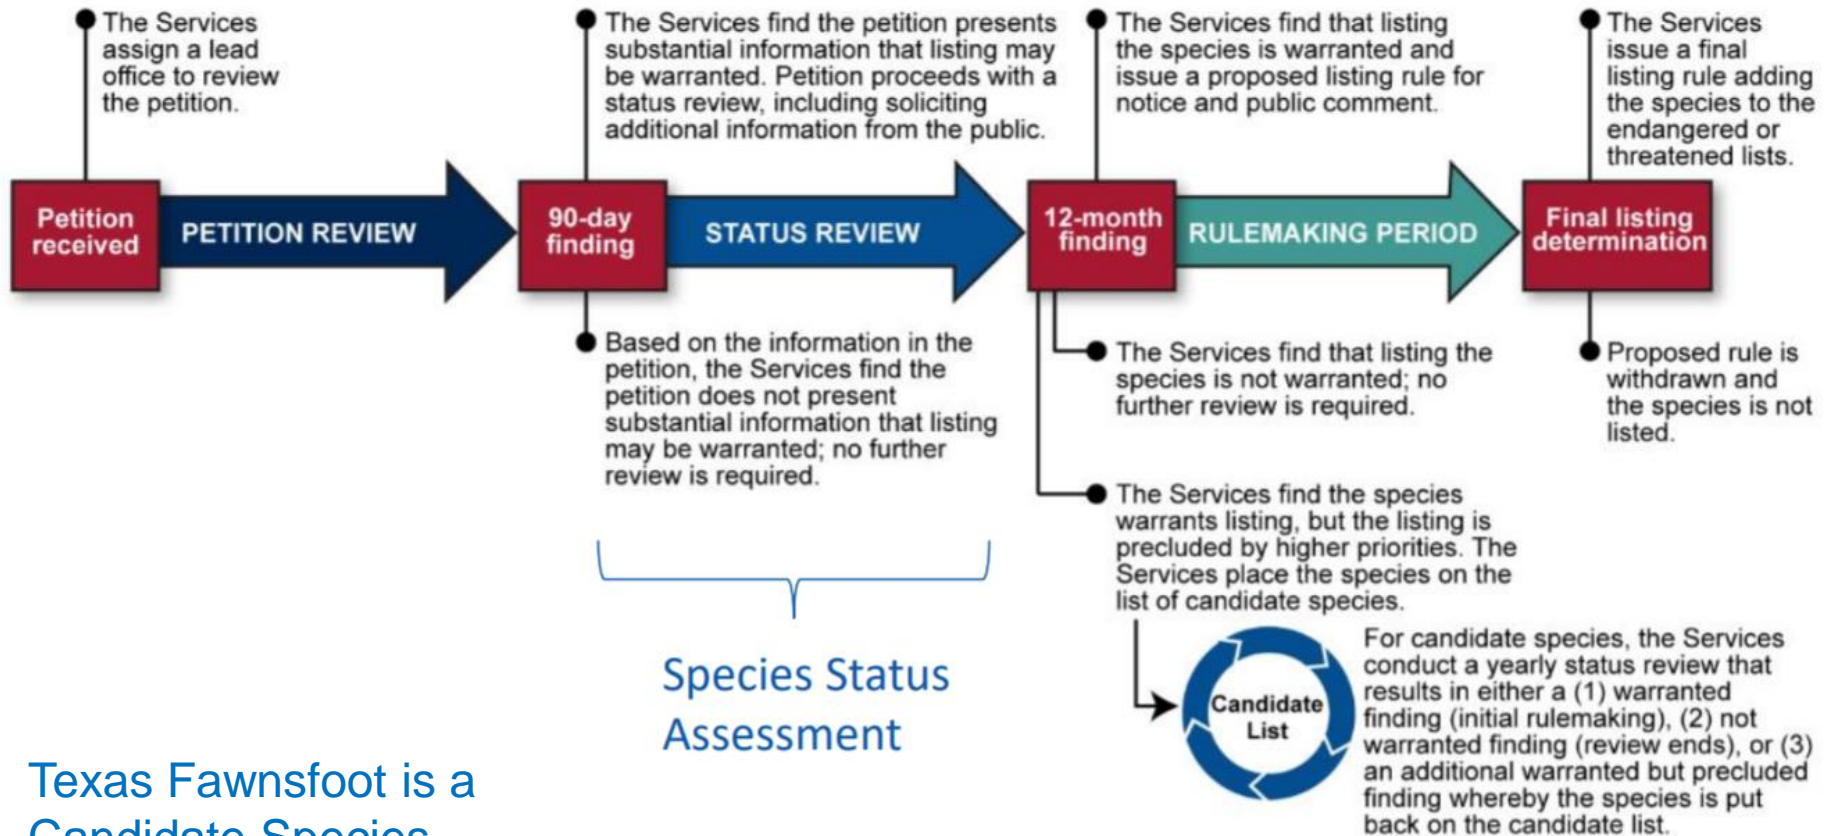 The Services
assign a lead
office to review
the petition.
The Services find the petition presents
substantial information that listing may
be warranted. Petition proceeds with a
status review, including soliciting
additional information from the public.
The Services find that listing
the species is warranted and
issue a proposed listing rule for
notice and public comment.
The Services
issue a final
listing rule adding
the species to the
endangered or
threatened lists.
Petition
received
PETITION REVIEW
90-day
finding
STATUS REVIEW
12-month
finding
RULEMAKING PERIOD
Final listing
determination
Based on the information in the
petition, the Services find the
petition does not present
substantial information that listing
may be warranted; no further
review is required.
The Services find that listing the
species is not warranted; no
further review is required.
Proposed rule is
withdrawn and
the species is not
listed.
The Services find the species
warrants listing, but the listing is
precluded by higher priorities. The
Services place the species on the
list of candidate species.
Species Status
Assessment
Candidate
List
For candidate species, the Services
conduct a yearly status review that
results in either a (1) warranted
finding (initial rulemaking), (2) not
warranted finding (review ends), or (3)
an additional warranted but precluded
finding whereby the species is put
back on the candidate list.
Texas Fawnsfoot is a
Candidate Species